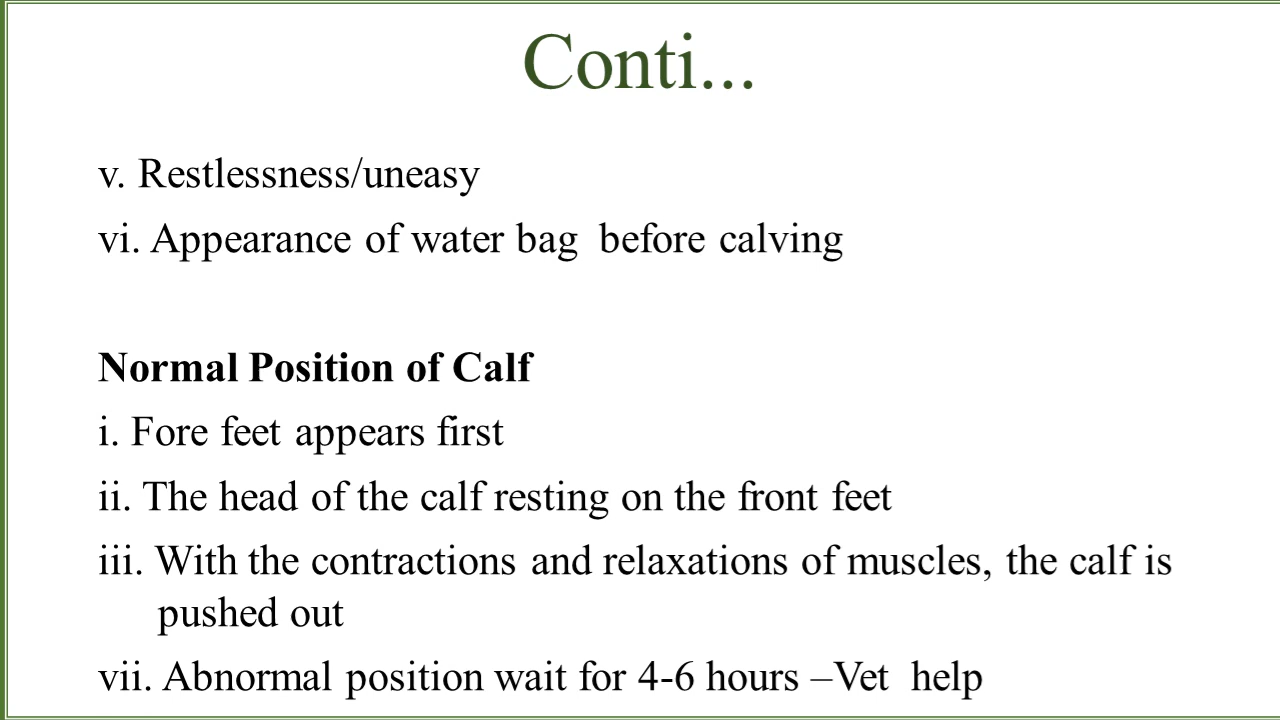 Conti...
v. Restlessness/uneasy
vi. Appearance of water bag  before calving
Normal Position of Calf
i. Fore feet appears first
ii. The head of the calf resting on the front feet
iii. With the contractions and relaxations of muscles, the calf is
pushed out
vii. Abnormal position wait for 4-6 hours –Vet  help